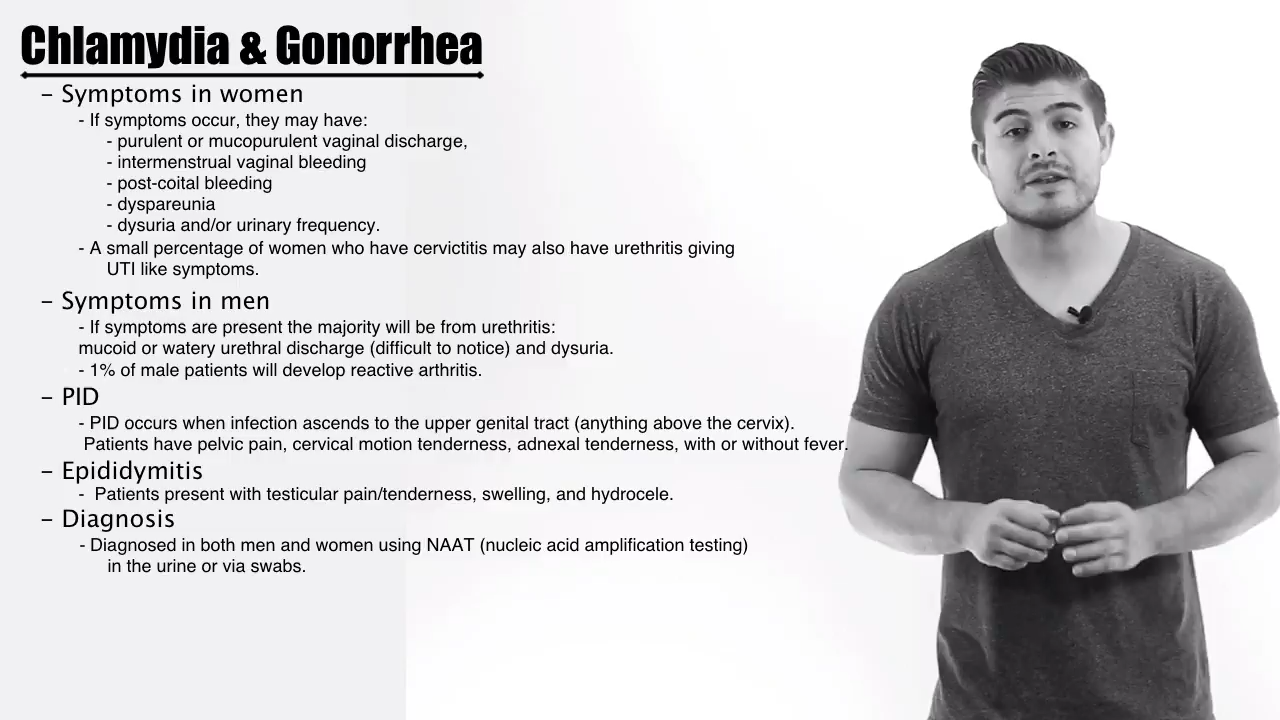 Chlamydia & Gonorrhea
– Symptoms in women
- If symptoms occur, they may have:
- purulent or mucopurulent vaginal discharge,
- intermenstrual vaginal bleeding
- post-coital bleeding
- dyspareunia
- dysuria and/or urinary frequency.
- A small percentage of women who have cervictitis may also have urethritis giving
UTI like symptoms.
– Symptoms in men
- If symptoms are present the majority will be from urethritis:
mucoid or watery urethral discharge (difficult to notice) and dysuria.
- 1% of male patients will develop reactive arthritis.
– PID
- PID occurs when infection ascends to the upper genital tract (anything above the cervix).
Patients have pelvic pain, cervical motion tenderness, adnexal tenderness, with or without fever.
– Epididymitis
- Patients present with testicular pain/tenderness, swelling, and hydrocele.
– Diagnosis
- Diagnosed in both men and women using NAAT (nucleic acid amplification testing)
in the urine or via swabs.